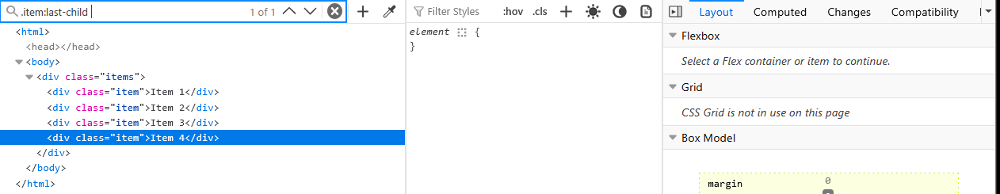 .item:last-child 1 of 1
<html>
<head></head>
<body>
<div class="items">
<div class="item">Item 1</div>
<div class="item">Item 2</div>
<div class="item">Item 3</div>
<div class="item">Item 4</div>
</div>
</body>
</html>
Filter Styles :hov .cls
element {
}
Layout Computed Changes Compatibility
Flexbox
Select a Flex container or item to continue.
Grid
CSS Grid is not in use on this page
Box Model
margin 0